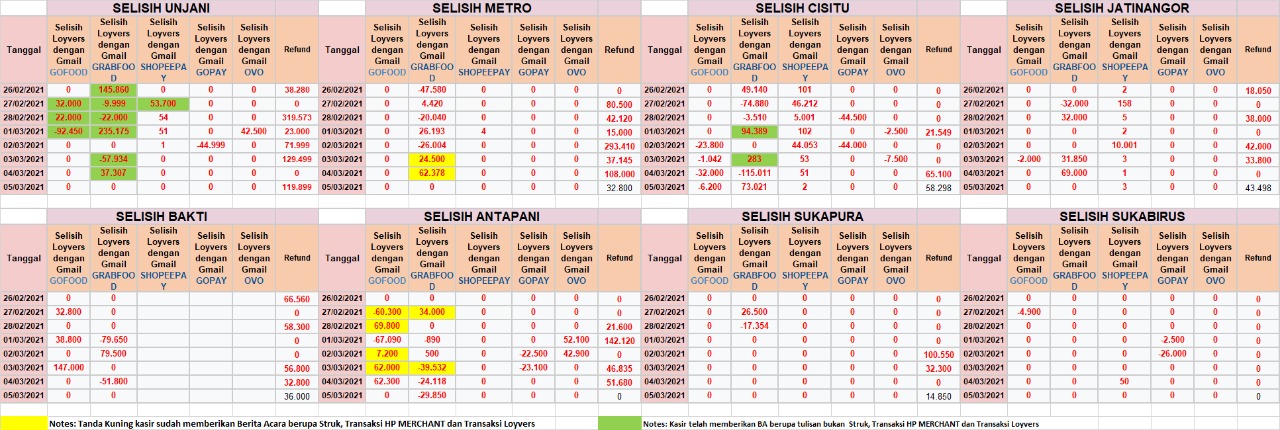 SELISIH UNJANI SELISIH METRO SELISIH CISITU SELISIH JATINANGOR
Tanggal Selisih Loyvers dengan Gmail GOFOOD Selisih Loyvers dengan Gmail GRABFOOD Selisih Loyvers dengan Gmail SHOPEEPAY Selisih Loyvers dengan Gmail GOPAY Selisih Loyvers dengan Gmail OVO Refund Tanggal Selisih Loyvers dengan Gmail GOFOOD Selisih Loyvers dengan Gmail GRABFOOD Selisih Loyvers dengan Gmail SHOPEEPAY Selisih Loyvers dengan Gmail GOPAY Selisih Loyvers dengan Gmail OVO Refund Tanggal Selisih Loyvers dengan Gmail GOFOOD Selisih Loyvers dengan Gmail GRABFOOD Selisih Loyvers dengan Gmail SHOPEEPAY Selisih Loyvers dengan Gmail GOPAY Selisih Loyvers dengan Gmail OVO Refund Tanggal Selisih Loyvers dengan Gmail GOFOOD Selisih Loyvers dengan Gmail GRABFOOD Selisih Loyvers dengan Gmail SHOPEEPAY Selisih Loyvers dengan Gmail GOPAY Selisih Loyvers dengan Gmail OVO Refund
26/02/2021 0 145.860 0 0 0 38.280 26/02/2021 0 -47.580 0 0 0 0 26/02/2021 0 49.140 101 0 0 0 26/02/2021 0 0 2 0 0 18.050
27/02/2021 32.000 -9.999 53.700 0 0 0 27/02/2021 0 4.420 0 0 0 80.500 27/02/2021 0 -74.880 46.212 0 0 0 27/02/2021 0 -32.000 158 0 0 0
28/02/2021 22.000 -22.000 54 0 0 319.573 28/02/2021 0 -20.040 0 0 0 42.120 28/02/2021 0 -3.510 5.001 -44.500 0 0 28/02/2021 0 32.000 5 0 0 38.000
01/03/2021 -92.450 235.175 51 0 42.500 23.000 01/03/2021 0 26.193 4 0 0 15.000 01/03/2021 0 94.389 102 0 -2.500 21.549 01/03/2021 0 0 2 0 0 0
02/03/2021 0 0 1 -44.999 0 71.999 02/03/2021 0 -26.004 0 0 0 293.410 02/03/2021 -23.800 0 44.053 -44.000 0 0 02/03/2021 0 0 10.001 0 0 42.000
03/03/2021 0 -57.934 0 0 0 129.499 03/03/2021 0 24.500 0 0 0 37.145 03/03/2021 -1.042 283 53 0 -7.500 0 03/03/2021 -2.000 31.850 3 0 0 33.800
04/03/2021 0 37.307 0 0 0 0 04/03/2021 0 62.378 0 0 0 108.000 04/03/2021 -32.000 -115.011 51 0 0 65.100 04/03/2021 0 69.000 1 0 0 0
05/03/2021 0 0 0 0 0 119.899 05/03/2021 0 0 0 0 0 32.800 05/03/2021 -6.200 73.021 2 0 0 58.298 05/03/2021 0 0 3 0 0 43.498
SELISIH BAKTI SELISIH ANTAPANI SELISIH SUKAPURA SELISIH SUKABIRUS
Tanggal Selisih Loyvers dengan Gmail GOFOOD Selisih Loyvers dengan Gmail GRABFOOD Selisih Loyvers dengan Gmail SHOPEEPAY Selisih Loyvers dengan Gmail GOPAY Selisih Loyvers dengan Gmail OVO Refund Tanggal Selisih Loyvers dengan Gmail GOFOOD Selisih Loyvers dengan Gmail GRABFOOD Selisih Loyvers dengan Gmail SHOPEEPAY Selisih Loyvers dengan Gmail GOPAY Selisih Loyvers dengan Gmail OVO Refund Tanggal Selisih Loyvers dengan Gmail GOFOOD Selisih Loyvers dengan Gmail GRABFOOD Selisih Loyvers dengan Gmail SHOPEEPAY Selisih Loyvers dengan Gmail GOPAY Selisih Loyvers dengan Gmail OVO Refund Tanggal Selisih Loyvers dengan Gmail GOFOOD Selisih Loyvers dengan Gmail GRABFOOD Selisih Loyvers dengan Gmail SHOPEEPAY Selisih Loyvers dengan Gmail GOPAY Selisih Loyvers dengan Gmail OVO Refund
26/02/2021 0 0 66.560 26/02/2021 0 0 0 0 0 0 26/02/2021 0 0 0 0 0 0 26/02/2021 0 0 0 0 0 0
27/02/2021 32.800 0 0 27/02/2021 -60.300 34.000 0 0 0 0 27/02/2021 0 26.500 0 0 0 0 27/02/2021 -4.900 0 0 0 0 0
28/02/2021 0 0 58.300 28/02/2021 69.800 0 0 0 0 21.600 28/02/2021 0 -17.354 0 0 0 0 28/02/2021 0 0 0 0 0 0
01/03/2021 38.800 -79.650 0 01/03/2021 -67.090 -890 0 0 52.100 142.120 01/03/2021 0 0 0 0 0 0 01/03/2021 0 0 0 -2.500 0 0
02/03/2021 0 79.500 0 02/03/2021 7.200 500 0 -22.500 42.900 0 02/03/2021 0 0 0 0 0 100.550 02/03/2021 0 0 0 -26.000 0 0
03/03/2021 147.000 0 56.800 03/03/2021 62.000 -39.532 0 -23.100 0 46.835 03/03/2021 0 0 0 0 0 32.300 03/03/2021 0 0 0 0 0 0
04/03/2021 0 -51.800 32.800 04/03/2021 62.300 -24.118 0 0 0 51.680 04/03/2021 0 0 0 0 0 0 04/03/2021 0 0 50 0 0 0
05/03/2021 0 0 36.000 05/03/2021 0 -29.850 0 0 0 0 05/03/2021 0 0 0 0 0 14.850 05/03/2021 0 0 0 0 0 0
Notes: Tanda Kuning kasir sudah memberikan Berita Acara berupa Struk, Transaksi HP MERCHANT dan Transaksi Loyvers Notes: Kasir telah memberikan BA berupa tulisan bukan Struk, Transaksi HP MERCHANT dan Transaksi Loyvers